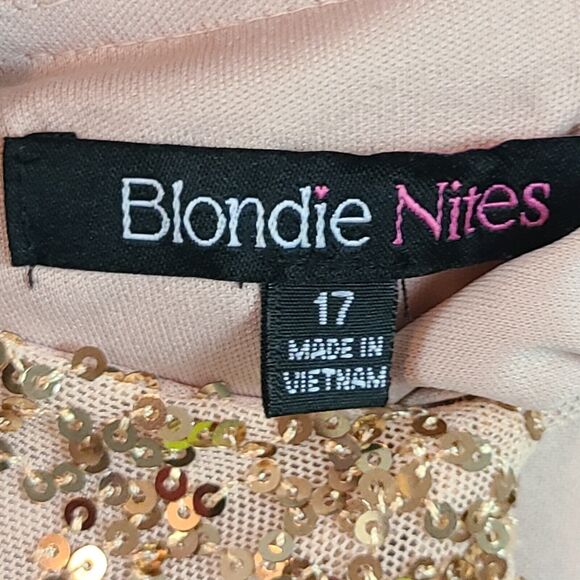 Blondie Nites
17
MADE IN
VIETNAM